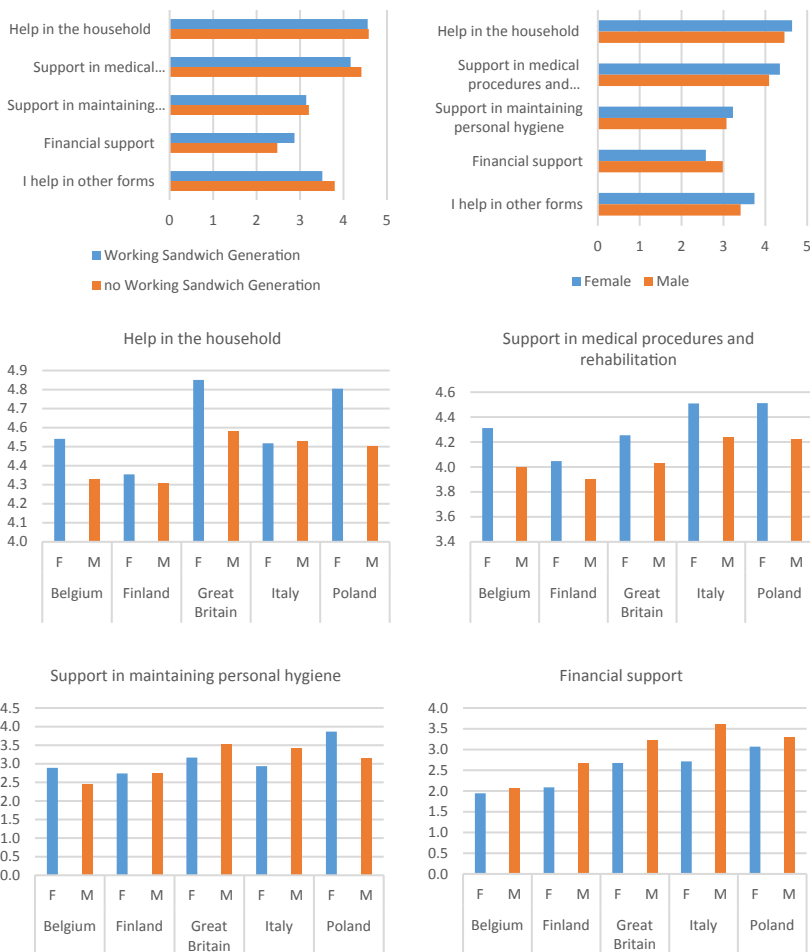 Help in the household
Support in medical...
Support in maintaining...
Financial support
I help in other forms
0 1 2 3 4 5
Working Sandwich Generation
no Working Sandwich Generation
Help in the household
Support in medical
procedures and...
Support in maintaining
personal hygiene
Financial support
I help in other forms
0 1 2 3 4 5
Female Male
Help in the household
4.9
4.8
4.7
4.6
4.5
4.4
4.3
4.2
4.1
4.0
F M F M F M F M F M
Belgium Finland Great Italy Poland
Britain
Support in medical procedures and
rehabilitation
4.6
4.4
4.2
4.0
3.8
3.6
3.4
F M F M F M F M F M
Belgium Finland Great Italy Poland
Britain
Support in maintaining personal hygiene
4.5
4.0
3.5
3.0
2.5
2.0
1.5
1.0
0.5
0.0
F M F M F M F M F M
Belgium Finland Great Italy Poland
Britain
Financial support
4.0
3.5
3.0
2.5
2.0
1.5
1.0
0.5
0.0
F M F M F M F M F M
Belgium Finland Great Italy Poland
Britain